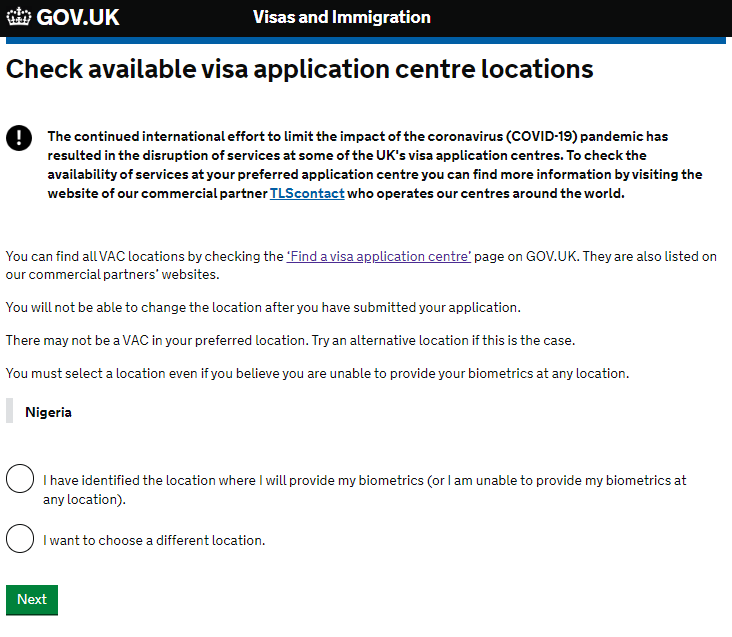 GOV.UK Visas and Immigration
Check available visa application centre locations
! The continued international effort to limit the impact of the coronavirus (COVID-19) pandemic has
resulted in the disruption of services at some of the UK's visa application centres. To check the
availability of services at your preferred application centre you can find more information by visiting the
website of our commercial partner TLScontact who operates our centres around the world.
You can find all VAC locations by checking the ‘Find a visa application centre’ page on GOV.UK. They are also listed on
our commercial partners’ websites.
You will not be able to change the location after you have submitted your application.
There may not be a VAC in your preferred location. Try an alternative location if this is the case.
You must select a location even if you believe you are unable to provide your biometrics at any location.
Nigeria
I have identified the location where I will provide my biometrics (or I am unable to provide my biometrics at
any location).
I want to choose a different location.
Next